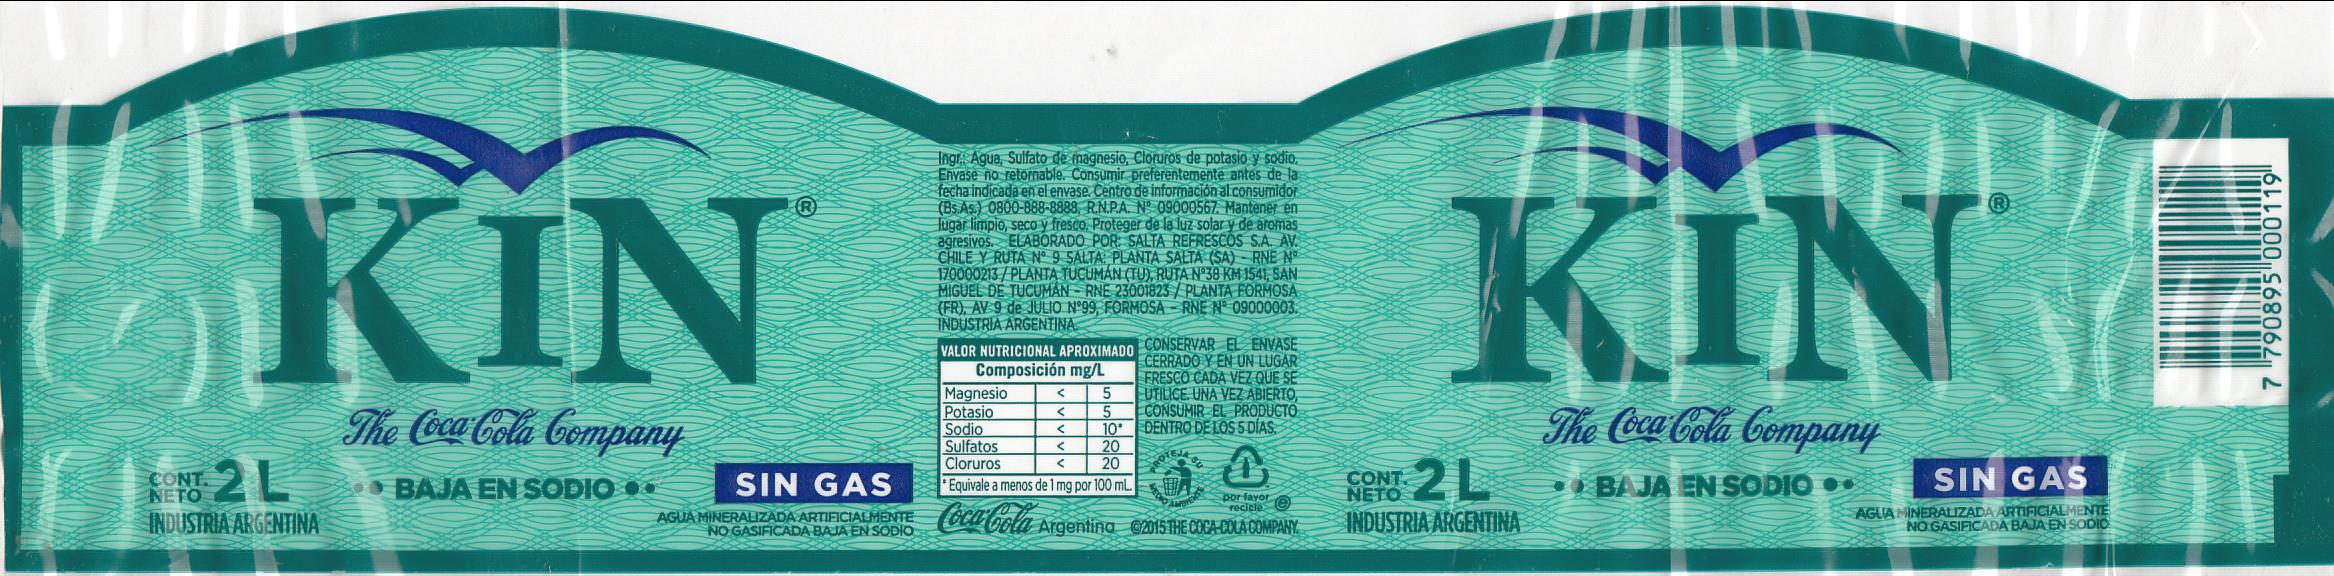 KIN®
The Coca-Cola Company
CONT.
NETO 2 L
INDUSTRIA ARGENTINA
•• BAJA EN SODIO ••
SIN GAS
AGUA MINERALIZADA ARTIFICIALMENTE
NO GASIFICADA BAJA EN SODIO
Ingr.: Agua, Sulfato de magnesio, Cloruros de potasio y sodio.
Envase no retornable. Consumir preferentemente antes de la
fecha indicada en el envase. Centro de información al consumidor
(Bs.As.) 0800-888-8888, R.N.P.A. N° 09000567. Mantener en
lugar limpio, seco y fresco. Proteger de la luz solar y de aromas
agresivos. ELABORADO POR: SALTA REFRESCOS S.A. AV.
CHILE Y RUTA N° 9 SALTA: PLANTA SALTA (SA) - RNE N°
170000213 / PLANTA TUCUMÁN (TU), RUTA N°38 KM 1541, SAN
MIGUEL DE TUCUMÁN - RNE 23001823 / PLANTA FORMOSA
(FR), AV 9 de JULIO N°99, FORMOSA - RNE N° 09000003.
INDUSTRIA ARGENTINA.
VALOR NUTRICIONAL APROXIMADO
Composición mg/L
Magnesio < 5
Potasio < 5
Sodio < 10*
Sulfatos < 20
Cloruros < 20
* Equivale a menos de 1 mg por 100 mL.
CONSERVAR EL ENVASE
CERRADO Y EN UN LUGAR
FRESCO CADA VEZ QUE SE
UTILICE. UNA VEZ ABIERTO,
CONSUMIR EL PRODUCTO
DENTRO DE LOS 5 DÍAS.
PROTEJA SU
MEDIO AMBIENTE
1
por favor
recicle
e
Coca-Cola Argentina ©2015 THE COCA-COLA COMPANY.
KIN®
The Coca-Cola Company
CONT.
NETO 2 L
INDUSTRIA ARGENTINA
•• BAJA EN SODIO ••
SIN GAS
AGUA MINERALIZADA ARTIFICIALMENTE
NO GASIFICADA BAJA EN SODIO
7 790895 000119